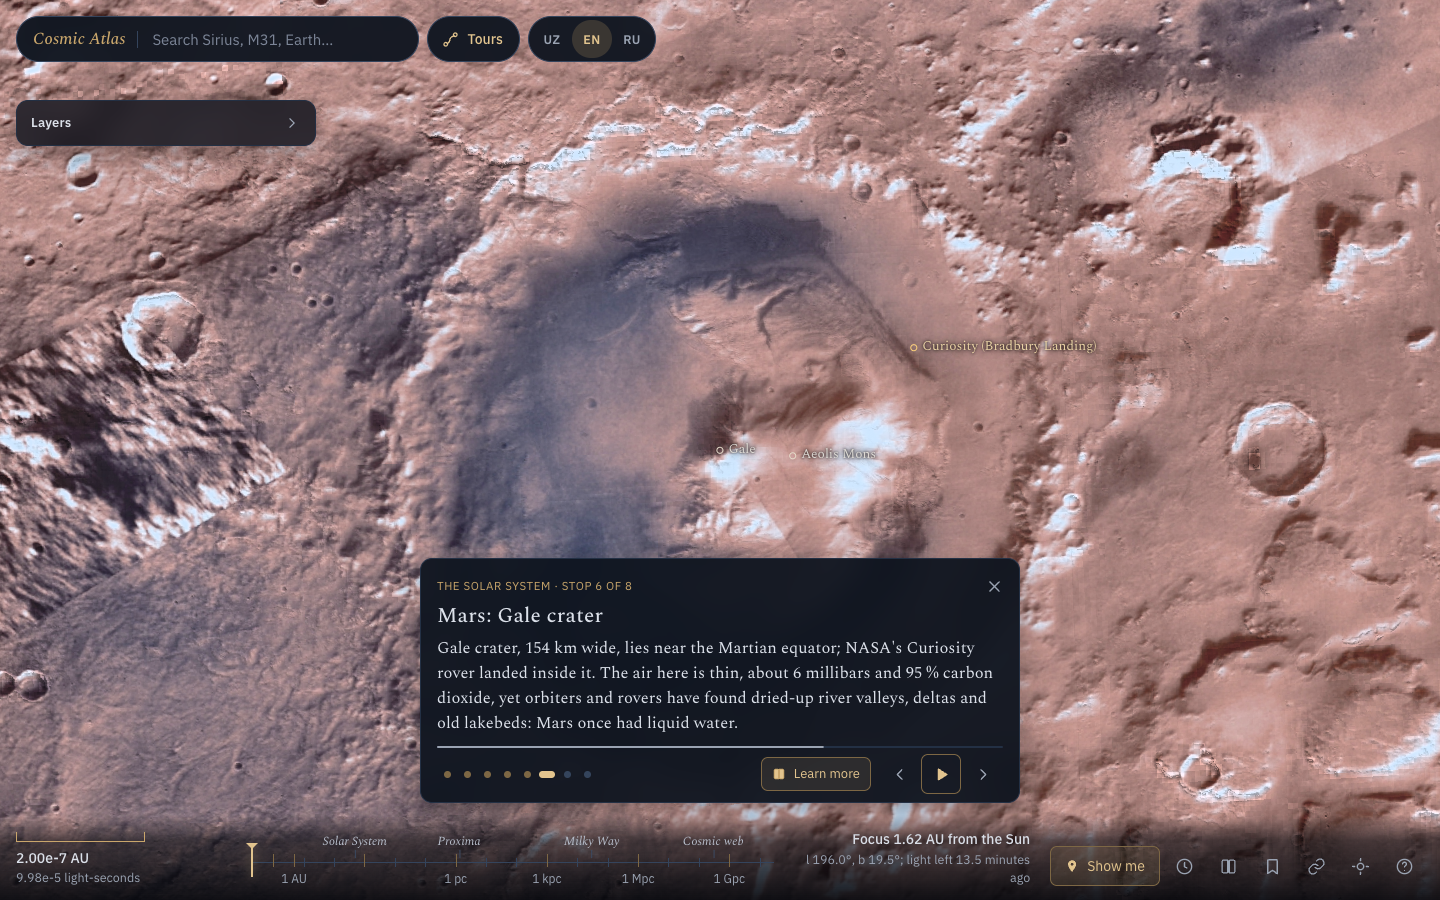 Cosmic Atlas
Search Sirius, M31, Earth...
Tours
UZ EN RU
Layers
Curiosity (Bradbury Landing)
Gale
Aeolis Mons
THE SOLAR SYSTEM · STOP 6 OF 8
Mars: Gale crater
Gale crater, 154 km wide, lies near the Martian equator; NASA's Curiosity
rover landed inside it. The air here is thin, about 6 millibars and 95 % carbon
dioxide, yet orbiters and rovers have found dried-up river valleys, deltas and
old lakebeds: Mars once had liquid water.
Learn more
2.00e-7 AU
9.98e-5 light-seconds
Solar System Proxima Milky Way Cosmic web
1 AU 1 pc 1 kpc 1 Mpc 1 Gpc
Focus 1.62 AU from the Sun
l 196.0°, b 19.5°; light left 13.5 minutes
ago
Show me